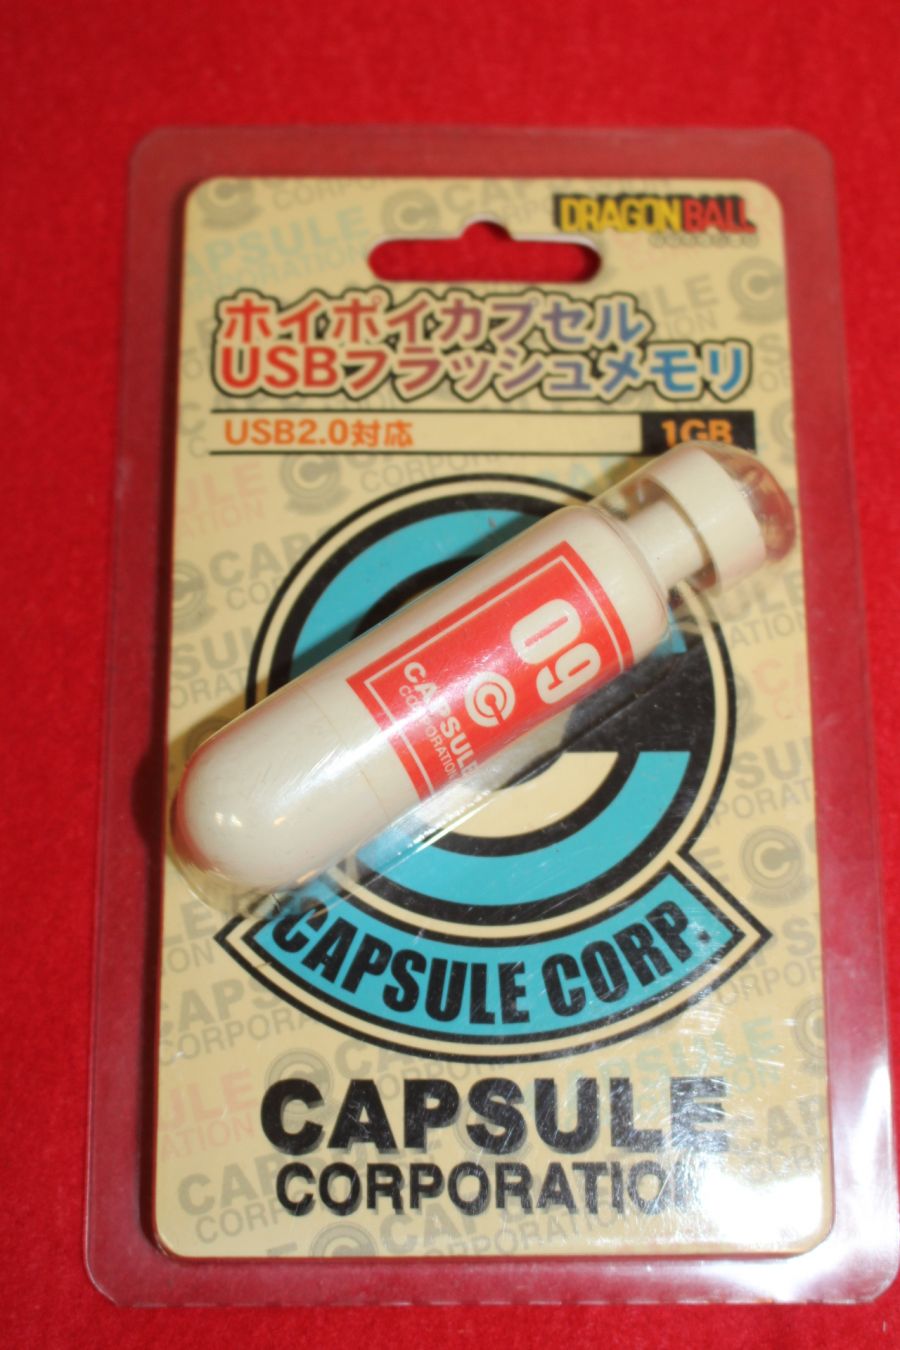 DRAGONBALL
ホイポイカプセル
USBフラッシュメモリ
USB2.0対応
1GB
09
CAPSULE
CORPORATION
CAPSULE CORP.
CAPSULE
CORPORATION